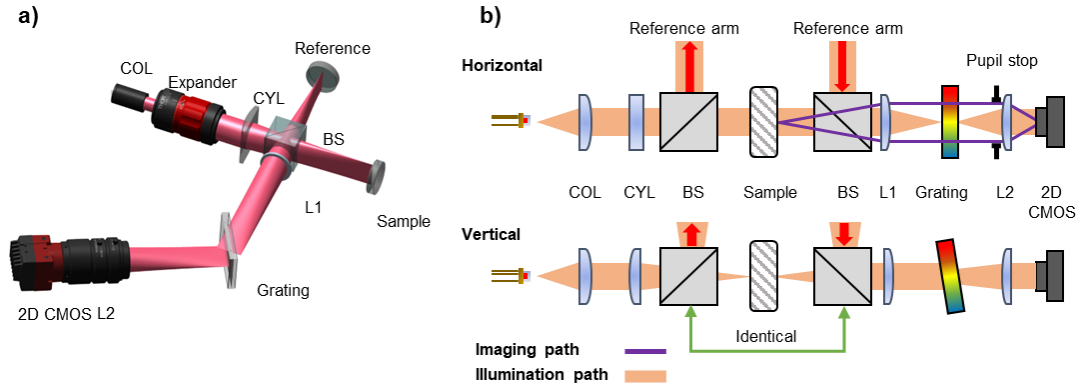 a)
Reference
COL
Expander
CYL
BS
L1
Sample
Grating
2D CMOS L2
b)
Reference arm Reference arm
Horizontal
Pupil stop
COL CYL BS Sample BS L1 Grating L2 2D
CMOS
Vertical
Identical
Imaging path
Illumination path